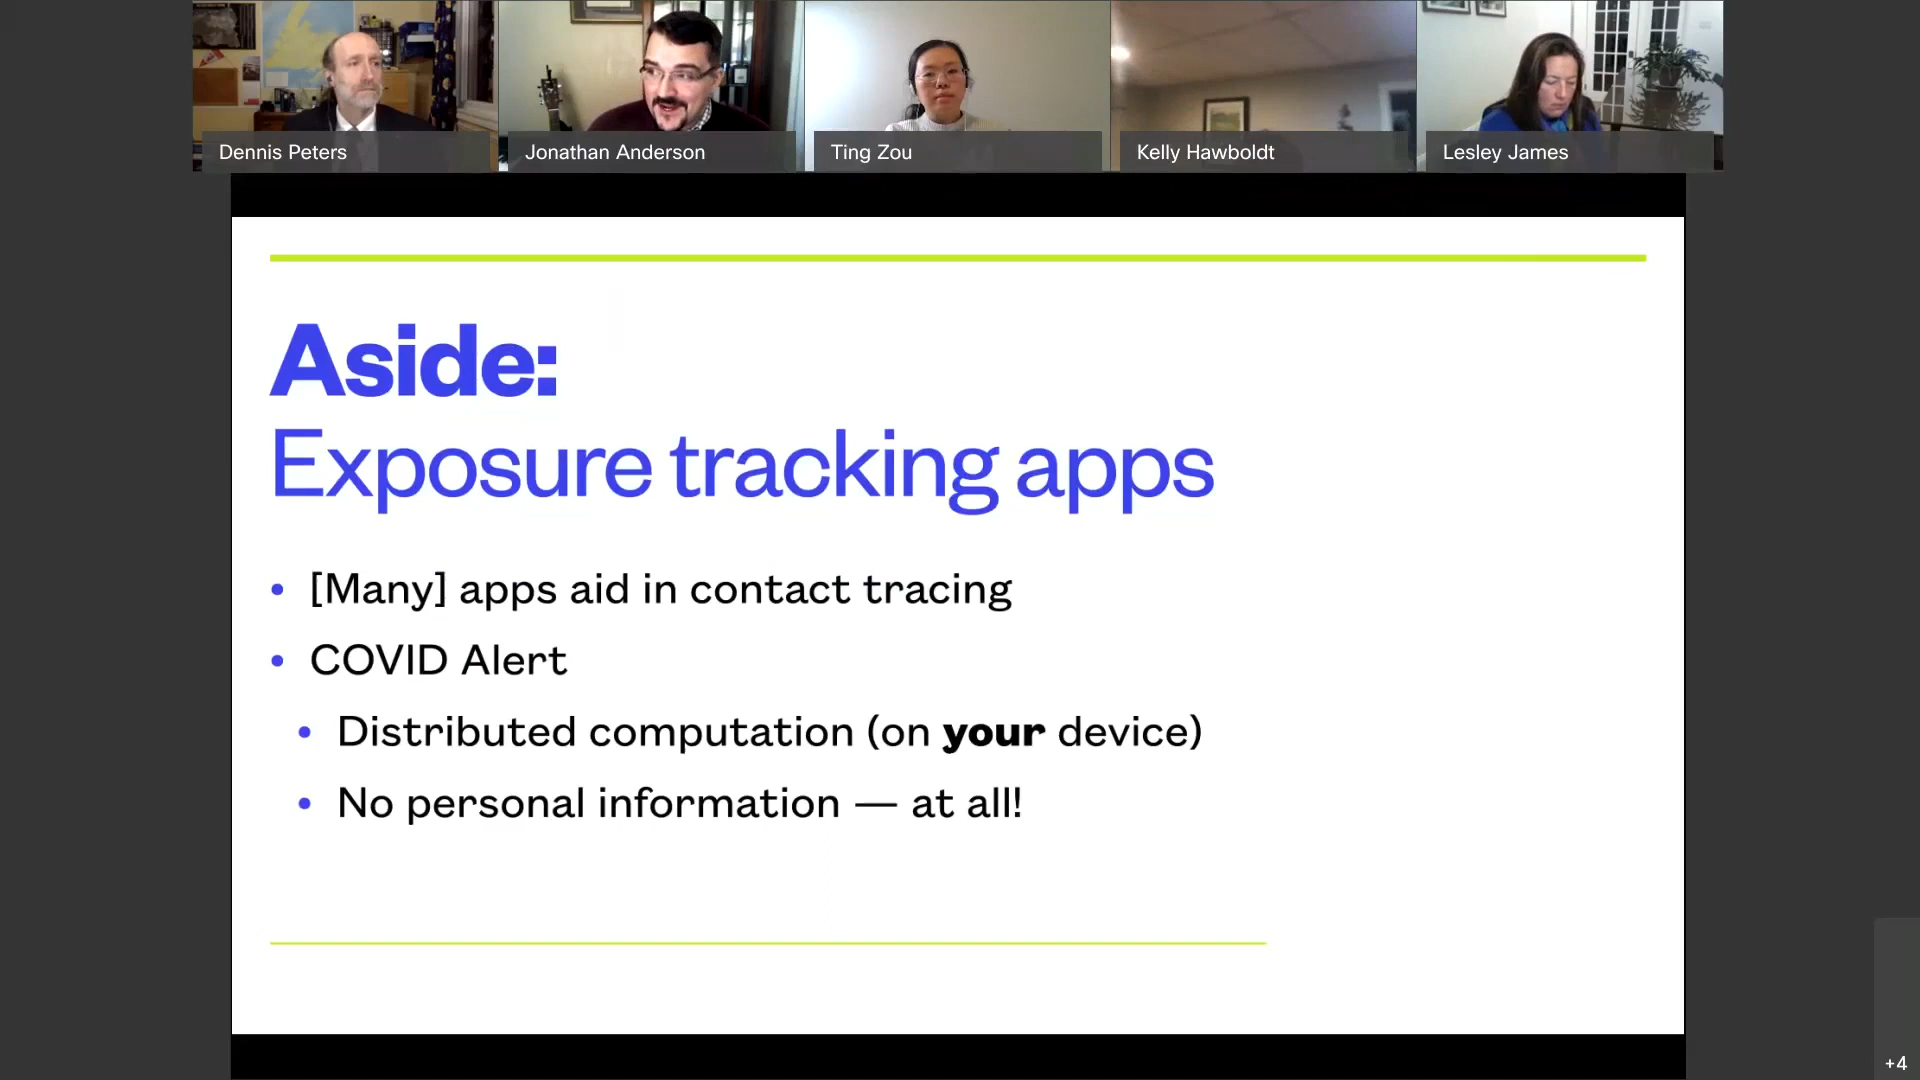 Dennis Peters
Jonathan Anderson
Ting Zou
Kelly Hawboldt
Lesley James
Aside:
Exposure tracking apps
[Many] apps aid in contact tracing
COVID Alert
Distributed computation (on your device)
No personal information — at all!
+4